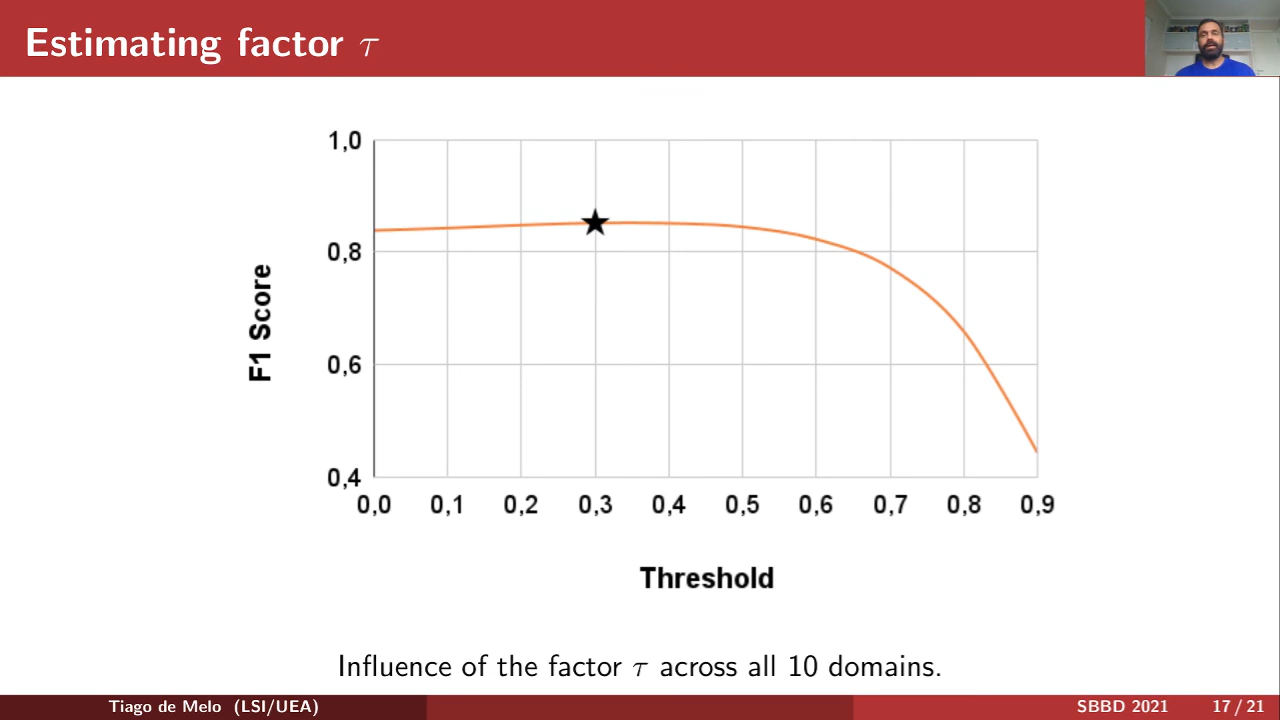 Estimating factor τ
1,0
0,8
0,6
0,4
F1 Score
0,0 0,1 0,2 0,3 0,4 0,5 0,6 0,7 0,8 0,9
Threshold
Influence of the factor τ across all 10 domains.
Tiago de Melo (LSI/UEA) SBBD 2021 17 / 21